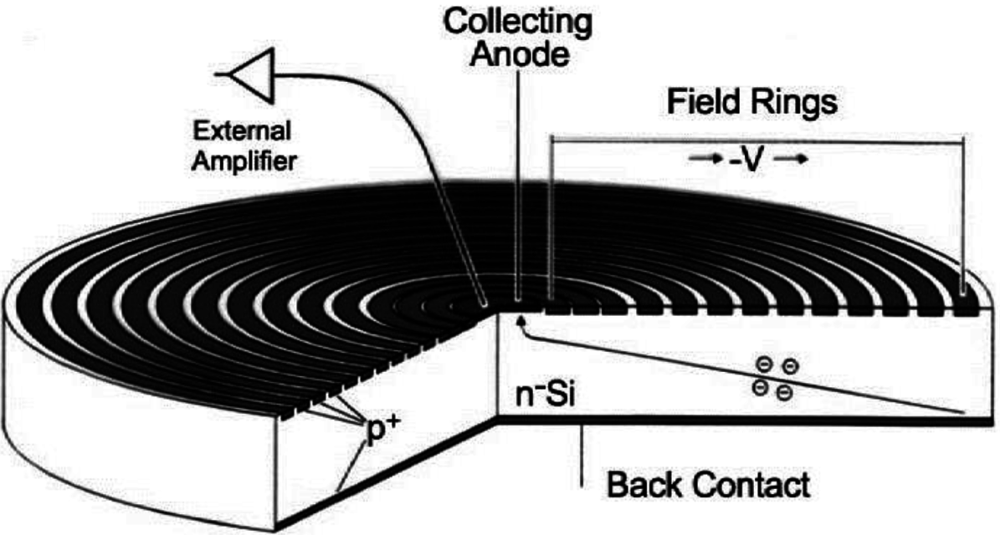 Collecting
Anode
External
Amplifier
Field Rings
→ -V →
⊖ ⊖
⊖ ⊖
n⁻Si
p⁺
Back Contact